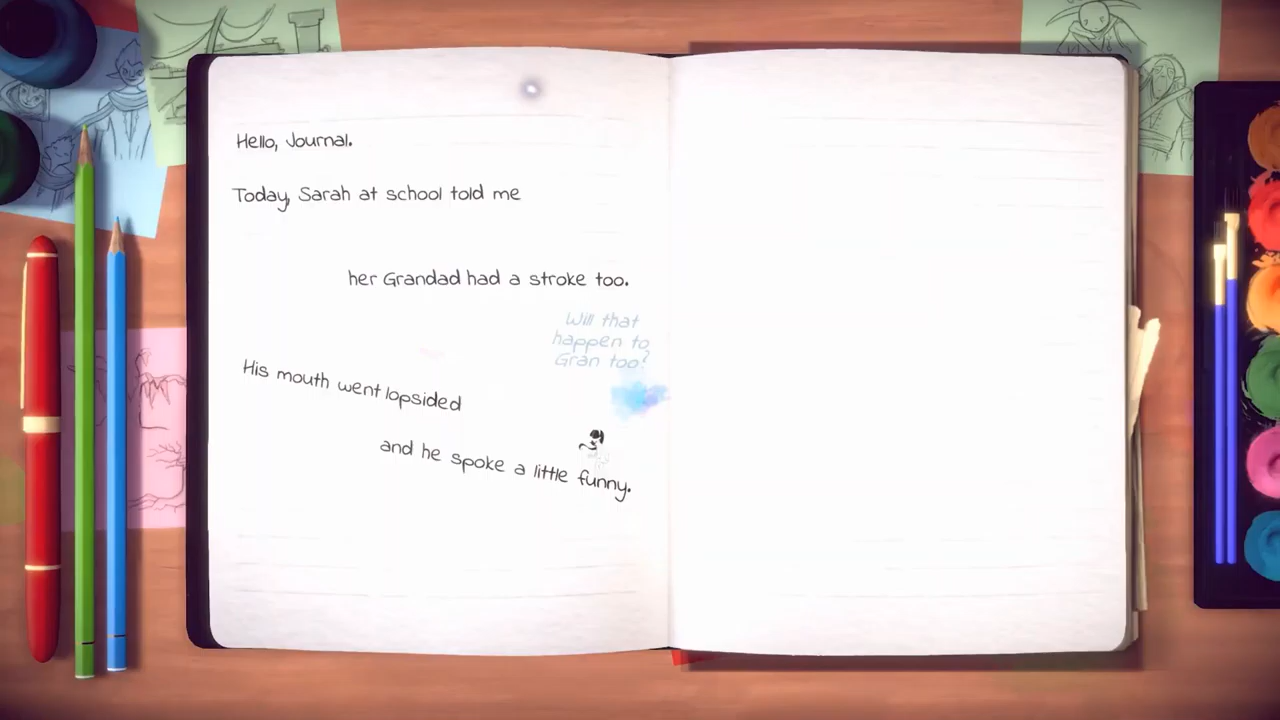 Hello, Journal.
Today, Sarah at school told me
her Grandad had a stroke too.
Will that
happen to
Gran too?
His mouth went lopsided
and he spoke a little funny.